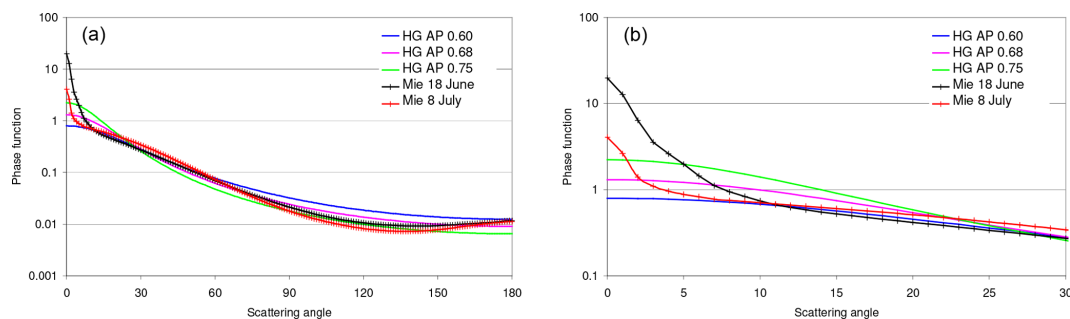 (a)
HG AP 0.60
HG AP 0.68
HG AP 0.75
Mie 18 June
Mie 8 July
100
10
1
0.1
0.01
0.001
Phase function
0 30 60 90 120 150 180
Scattering angle
(b)
HG AP 0.60
HG AP 0.68
HG AP 0.75
Mie 18 June
Mie 8 July
100
10
1
0.1
Phase function
0 5 10 15 20 25 30
Scattering angle